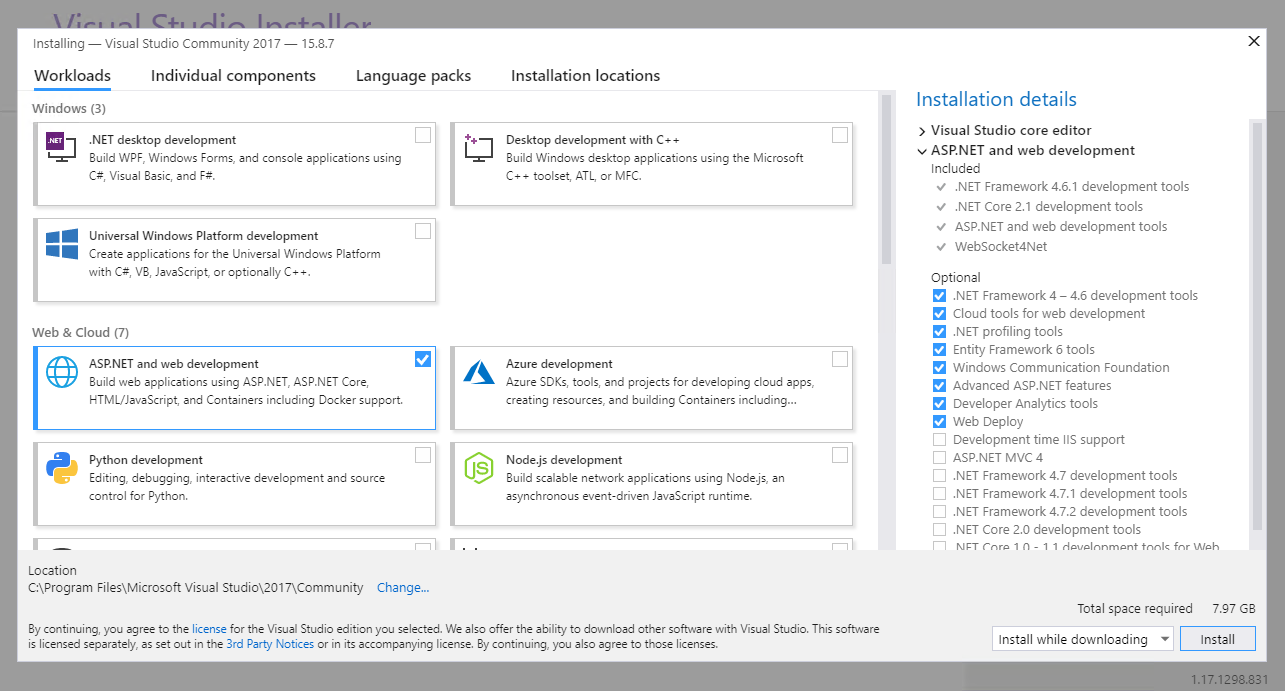 Visual Studio Installer
Installing — Visual Studio Community 2017 — 15.8.7
Workloads
Individual components
Language packs
Installation locations
Windows (3)
.NET
.NET desktop development
Build WPF, Windows Forms, and console applications using
C#, Visual Basic, and F#.
Desktop development with C++
Build Windows desktop applications using the Microsoft
C++ toolset, ATL, or MFC.
Universal Windows Platform development
Create applications for the Universal Windows Platform
with C#, VB, JavaScript, or optionally C++.
Web & Cloud (7)
ASP.NET and web development
Build web applications using ASP.NET, ASP.NET Core,
HTML/JavaScript, and Containers including Docker support.
Azure development
Azure SDKs, tools, and projects for developing cloud apps,
creating resources, and building Containers including...
Python development
Editing, debugging, interactive development and source
control for Python.
JS
Node.js development
Build scalable network applications using Node.js, an
asynchronous event-driven JavaScript runtime.
Installation details
Visual Studio core editor
ASP.NET and web development
Included
.NET Framework 4.6.1 development tools
.NET Core 2.1 development tools
ASP.NET and web development tools
WebSocket4Net
Optional
.NET Framework 4 – 4.6 development tools
Cloud tools for web development
.NET profiling tools
Entity Framework 6 tools
Windows Communication Foundation
Advanced ASP.NET features
Developer Analytics tools
Web Deploy
Development time IIS support
ASP.NET MVC 4
.NET Framework 4.7 development tools
.NET Framework 4.7.1 development tools
.NET Framework 4.7.2 development tools
.NET Core 2.0 development tools
.NET Core 1.0 - 1.1 development tools for Web
Location
C:\Program Files\Microsoft Visual Studio\2017\Community Change...
By continuing, you agree to the license for the Visual Studio edition you selected. We also offer the ability to download other software with Visual Studio. This software
is licensed separately, as set out in the 3rd Party Notices or in its accompanying license. By continuing, you also agree to those licenses.
Total space required 7.97 GB
Install while downloading
Install
1.17.1298.831